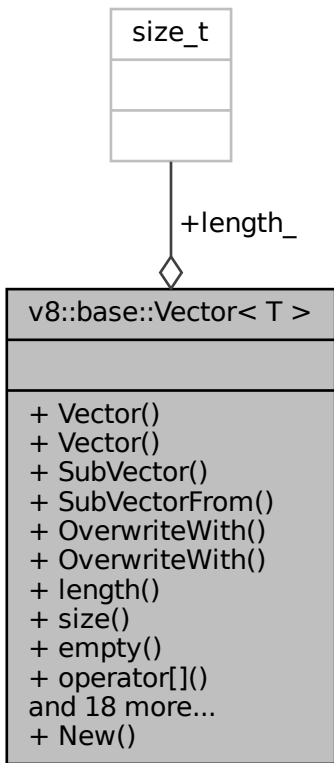 size_t
+length_
v8::base::Vector< T >
+ Vector()
+ Vector()
+ SubVector()
+ SubVectorFrom()
+ OverwriteWith()
+ OverwriteWith()
+ length()
+ size()
+ empty()
+ operator[]()
and 18 more...
+ New()